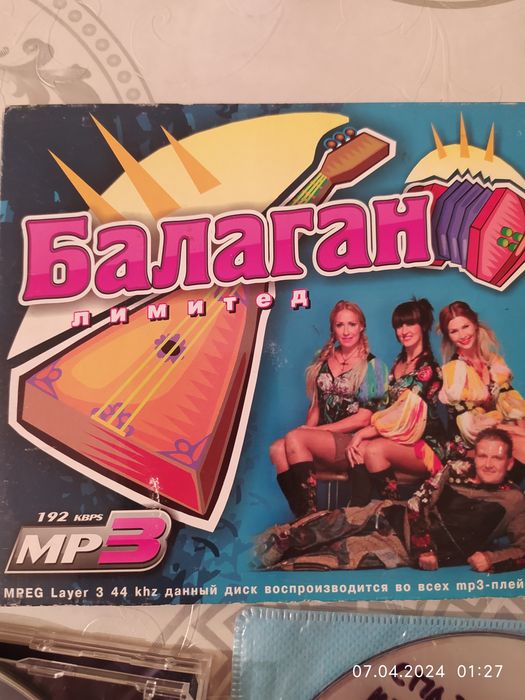 Балаган
лимитед
192 KBPS
MP3
MPEG Layer 3 44 khz данный диск воспроизводится во всех mp3-плей
07.04.2024 01:27